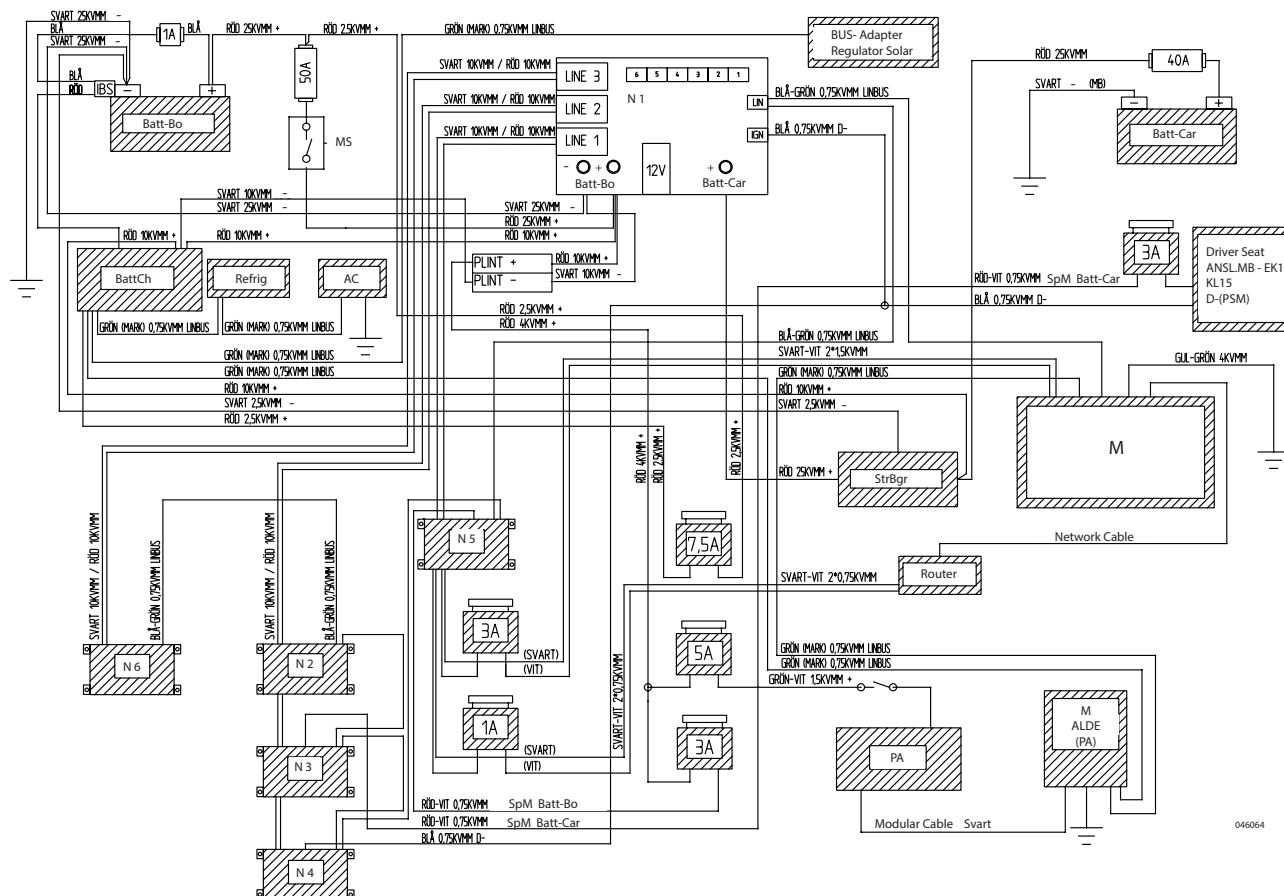 SVART 25KVMM -
BLÅ
1A
BLÅ
SVART 25KVMM -
RÖD 25KVMM +
RÖD 2.5KVMM +
GRÖN (MARK) 0,75KVMM LINBUS
BUS- Adapter
Regulator Solar
BLÅ
RÖD
IBS
-
+
Batt-Bo
50A
MS
SVART 10KVMM / RÖD 10KVMM
SVART 10KVMM / RÖD 10KVMM
SVART 10KVMM / RÖD 10KVMM
LINE 3
LINE 2
LINE 1
6 5 4 3 2 1
N 1
LIN
IGN
- +
Batt-Bo
12V
+
Batt-Car
BLÅ-GRÖN 0,75KVMM LINBUS
BLÅ 0,75KVMM D-
RÖD 25KVMM
40A
SVART - (MB)
-
+
Batt-Car
SVART 10KVMM -
SVART 25KVMM -
SVART 25KVMM -
RÖD 25KVMM +
RÖD 10KVMM +
RÖD 10KVMM +
RÖD 10KVMM +
BattCh
Refrig
AC
PLINT +
PLINT -
RÖD 10KVMM +
SVART 10KVMM -
3A
Driver Seat
ANSL.MB - EK1
KL15
D-(PSM)
RÖD-VIT 0,75KVMM SpM Batt-Car
BLÅ 0,75KVMM D-
RÖD 2,5KVMM +
RÖD 4KVMM +
GRÖN (MARK) 0,75KVMM LINBUS
GRÖN (MARK) 0,75KVMM LINBUS
GRÖN (MARK) 0,75KVMM LINBUS
GRÖN (MARK) 0,75KVMM LINBUS
RÖD 10KVMM +
SVART 2,5KVMM -
RÖD 2,5KVMM +
BLÅ-GRÖN 0,75KVMM LINBUS
SVART-VIT 2*1,5KVMM
GRÖN (MARK) 0,75KVMM LINBUS
RÖD 10KVMM +
SVART 2,5KVMM -
GUL-GRÖN 4KVMM
M
RÖD 4KVMM +
RÖD 2,5KVMM +
RÖD 2,5KVMM +
RÖD 25KVMM +
StrBgr
Network Cable
SVART 10KVMM / RÖD 10KVMM
BLÅ-GRÖN 0,75KVMM LINBUS
SVART 10KVMM / RÖD 10KVMM
BLÅ-GRÖN 0,75KVMM LINBUS
N 5
7,5A
SVART-VIT 2*0,75KVMM
Router
3A
(SVART)
(VIT)
5A
GRÖN (MARK) 0,75KVMM LINBUS
GRÖN (MARK) 0,75KVMM LINBUS
GRÖN-VIT 1,5KVMM +
N 6
N 2
SVART-VIT 2*0,75KVMM
1A
(SVART)
(VIT)
3A
PA
M
ALDE
(PA)
N 3
RÖD-VIT 0,75KVMM SpM Batt-Bo
RÖD-VIT 0,75KVMM SpM Batt-Car
BLÅ 0,75KVMM D-
Modular Cable Svart
046064
N 4